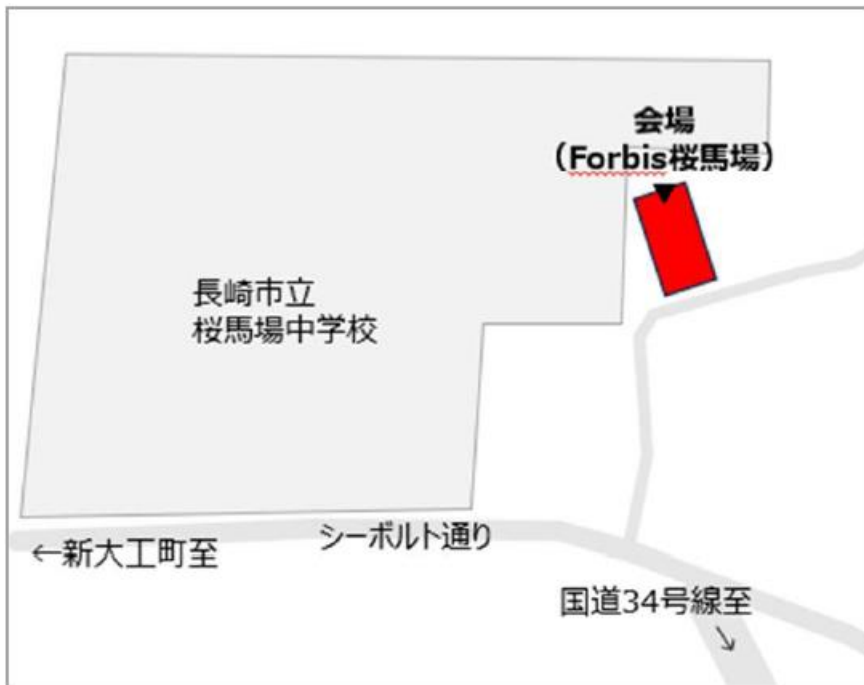 会場
（Forbis桜馬場）
長崎市立
桜馬場中学校
シーボルト通り
←新大工町至
国道34号線至
↓